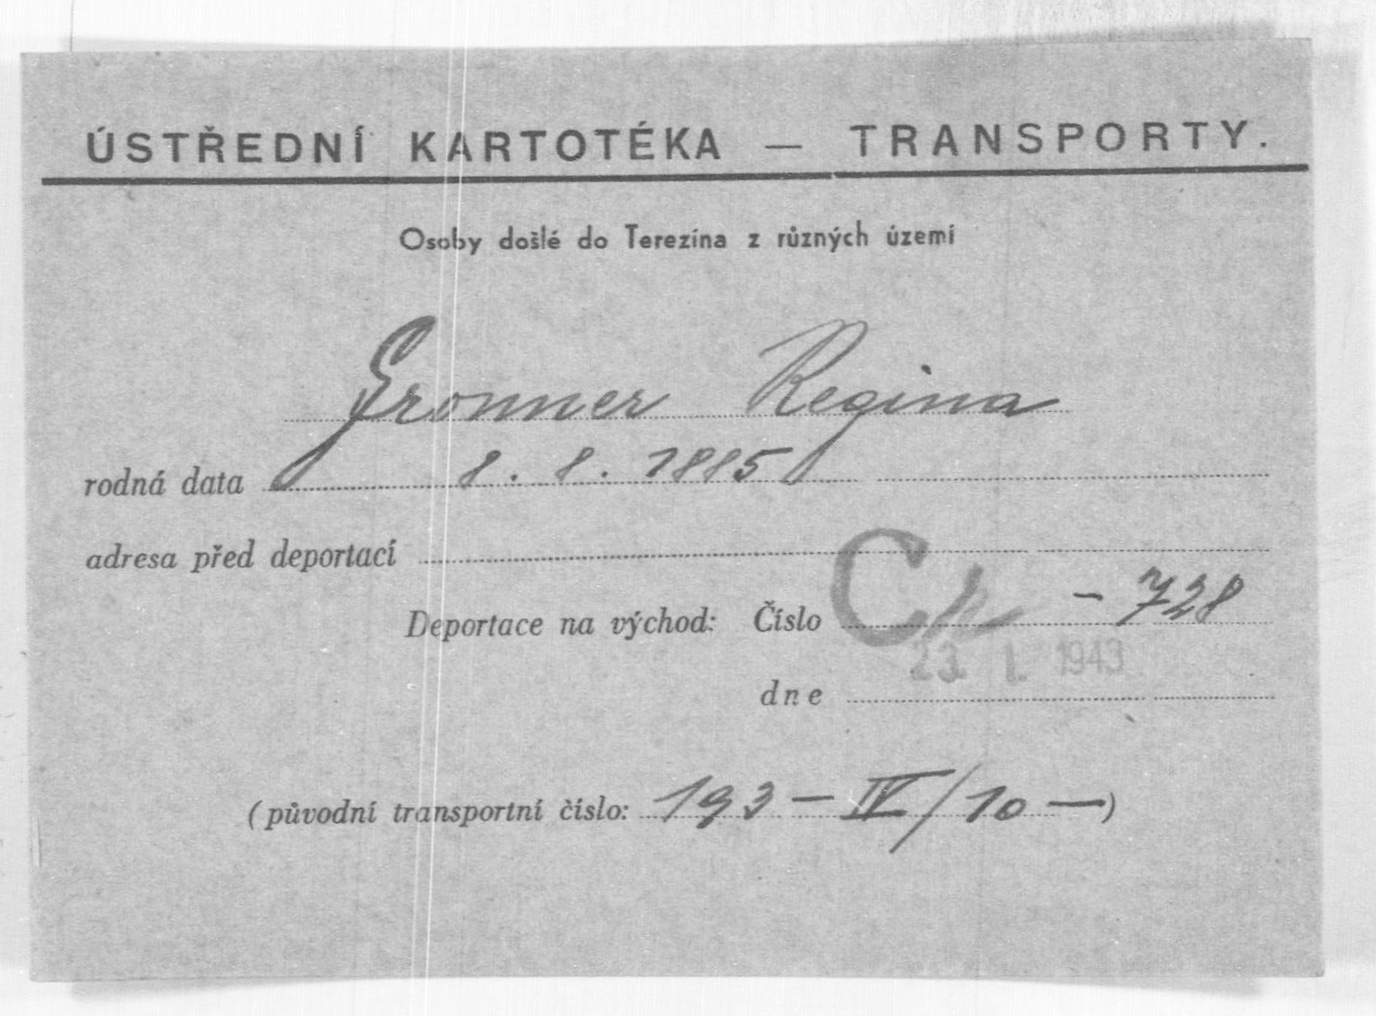 ÚSTŘEDNÍ KARTOTÉKA — TRANSPORTY.
Osoby došlé do Terezína z různých území
Gronner Regina
rodná data 8. 8. 1885
adresa před deportací
Deportace na východ: Číslo Cr - 728
23. I. 1943
dne
(původní transportní číslo: 193 - IV/10 —)